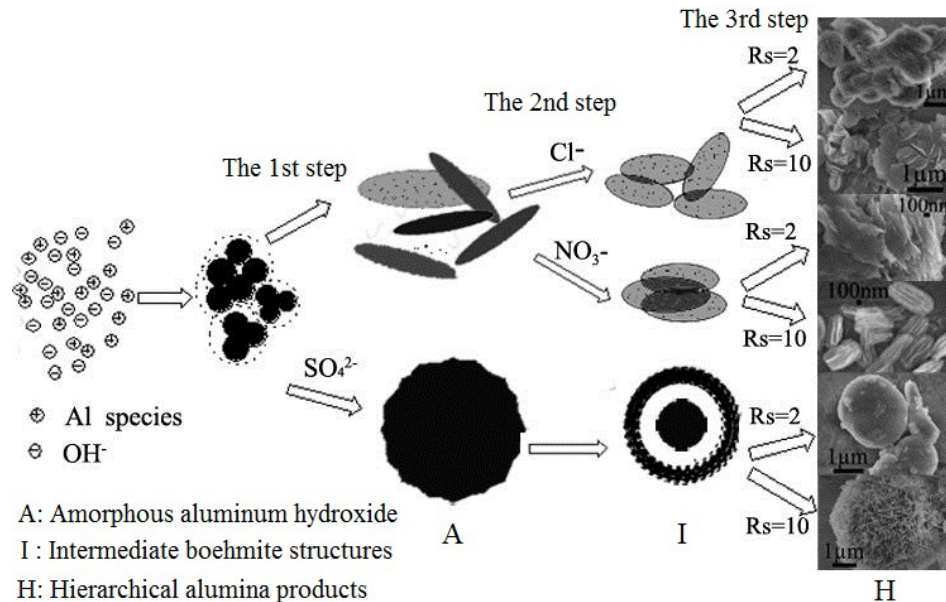 The 3rd step
Rs=2
1µm
The 2nd step
Cl⁻
The 1st step
Rs=10
1µm
NO₃⁻
Rs=2
100nm
100nm
Rs=10
SO₄²⁻
Al species
OH⁻
Rs=2
1µm
Rs=10
1µm
A: Amorphous aluminum hydroxide
I : Intermediate boehmite structures
H: Hierarchical alumina products
A
I
H